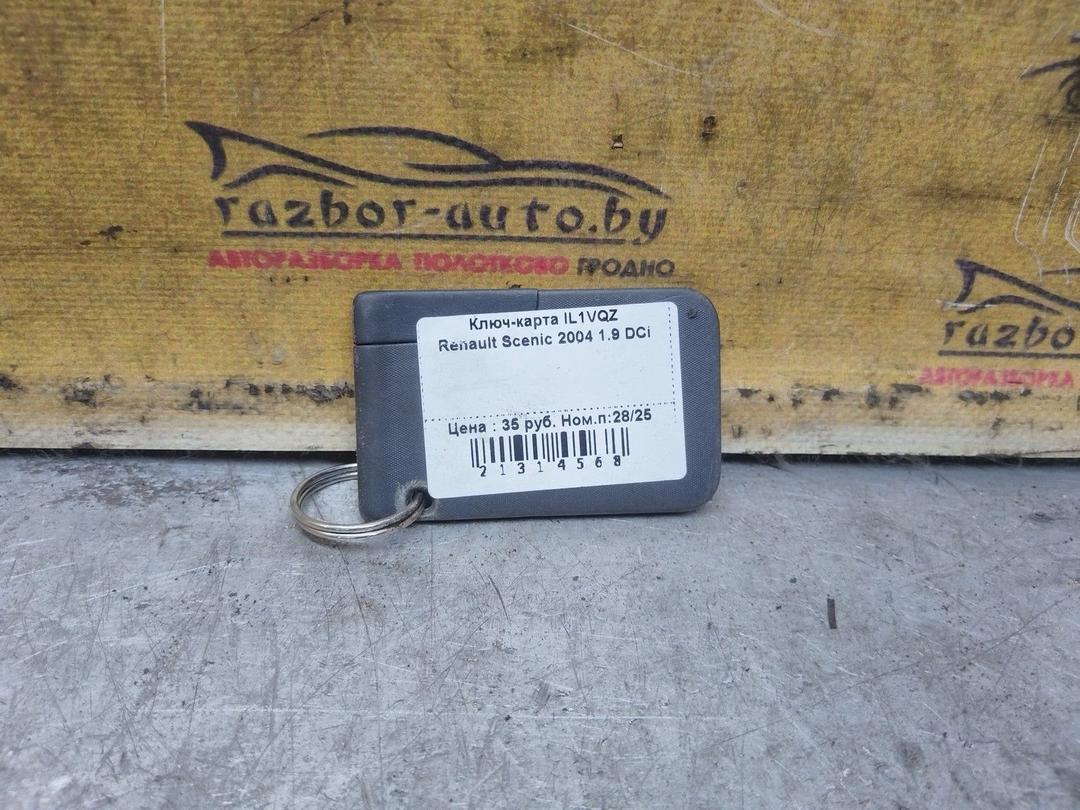 razbor-auto.by
АВТОРАЗБОРКА ПОЛОТКОВО ГРОДНО
Ключ-карта IL1VQZ
Renault Scenic 2004 1.9 DCi
Цена : 35 руб. Ном.п:28/25
21314568
razbor
АВТОРАЗБОРКА